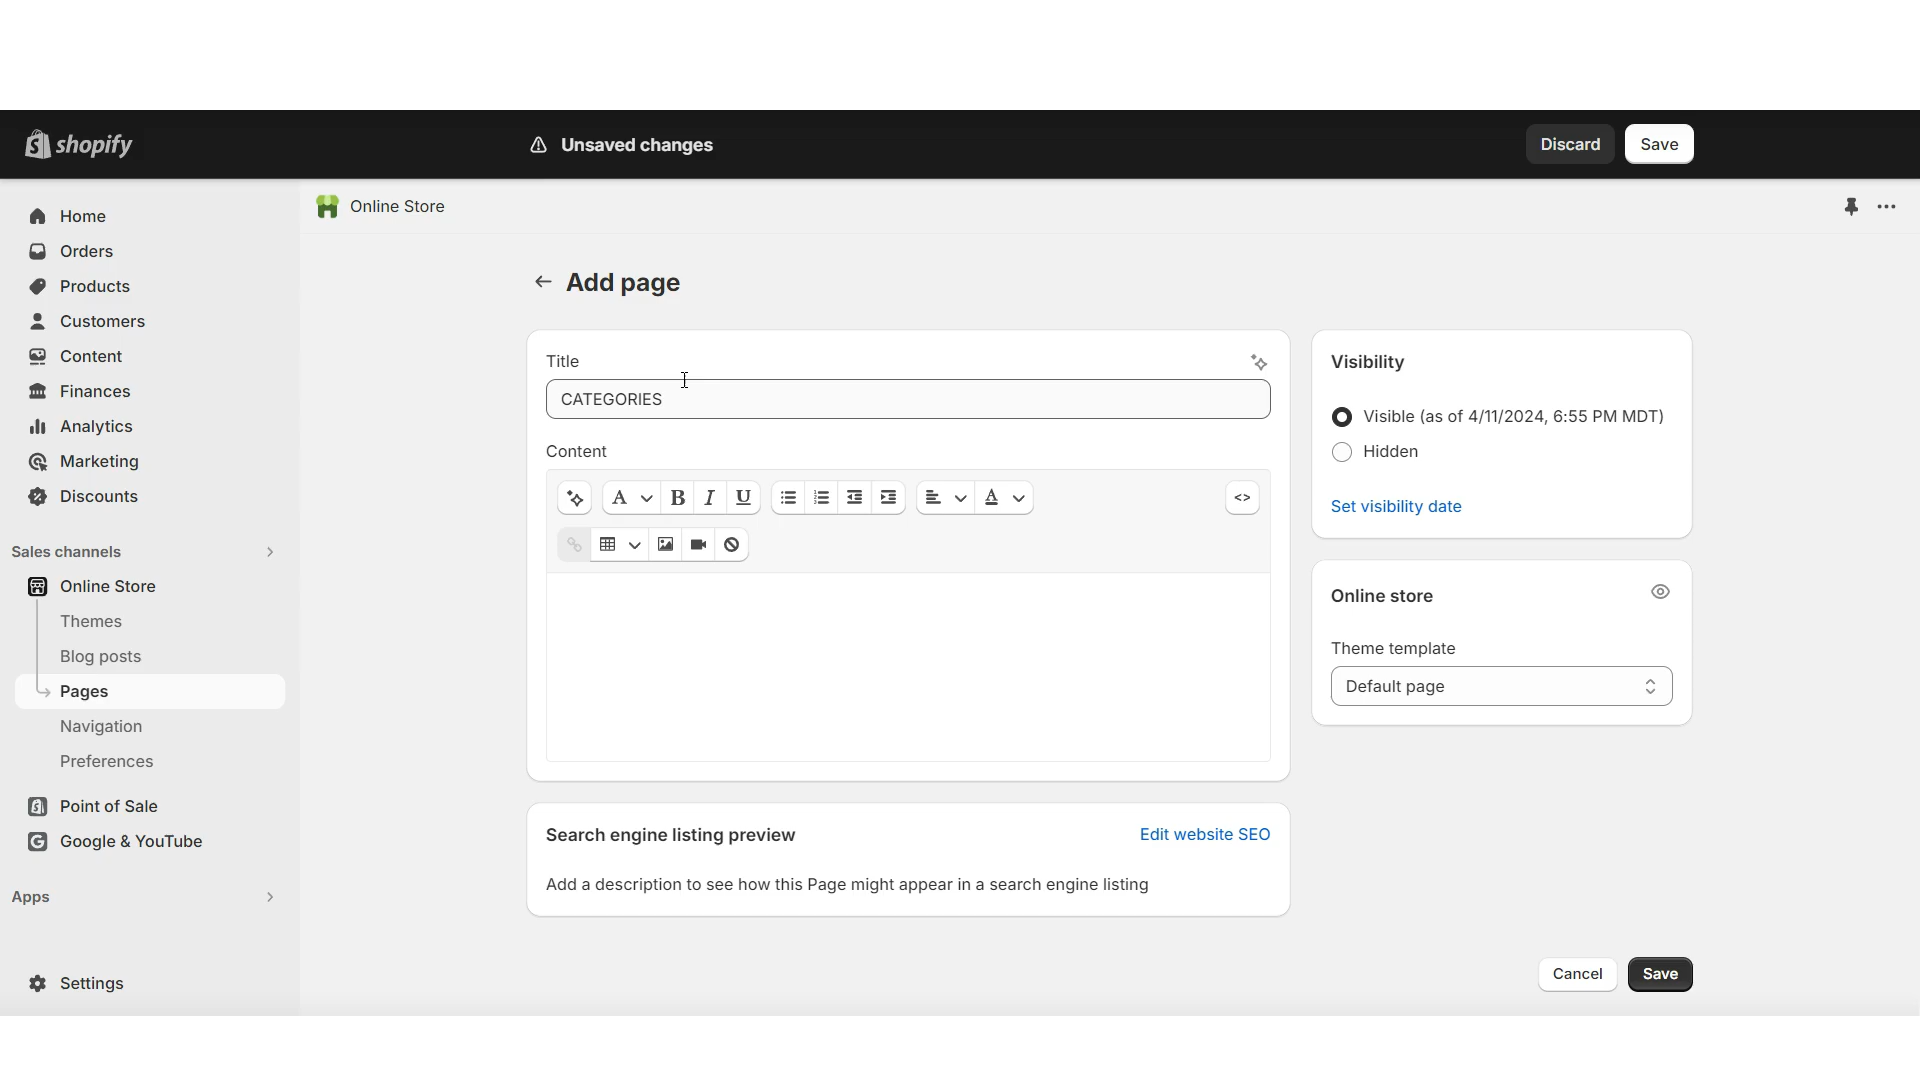 shopify
Unsaved changes
Discard
Save
Home
Orders
Products
Customers
Content
Finances
Analytics
Marketing
Discounts
Sales channels
Online Store
Themes
Blog posts
Pages
Navigation
Preferences
Point of Sale
Google & YouTube
Apps
Settings
Online Store
Add page
Title
CATEGORIES
Content
A
B I U
A
<>
Search engine listing preview
Edit website SEO
Add a description to see how this Page might appear in a search engine listing
Visibility
Visible (as of 4/11/2024, 6:55 PM MDT)
Hidden
Set visibility date
Online store
Theme template
Default page
Cancel
Save